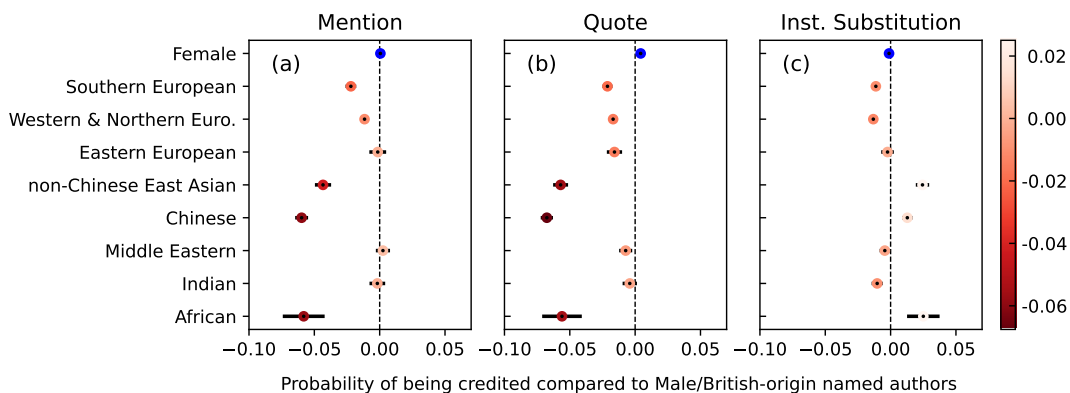 Mention
Quote
Inst. Substitution
Female
Southern European
Western & Northern Euro.
Eastern European
non-Chinese East Asian
Chinese
Middle Eastern
Indian
African
(a)
(b)
(c)
−0.10 −0.05 0.00 0.05
−0.10 −0.05 0.00 0.05
−0.10 −0.05 0.00 0.05
0.02
0.00
-0.02
-0.04
-0.06
Probability of being credited compared to Male/British-origin named authors